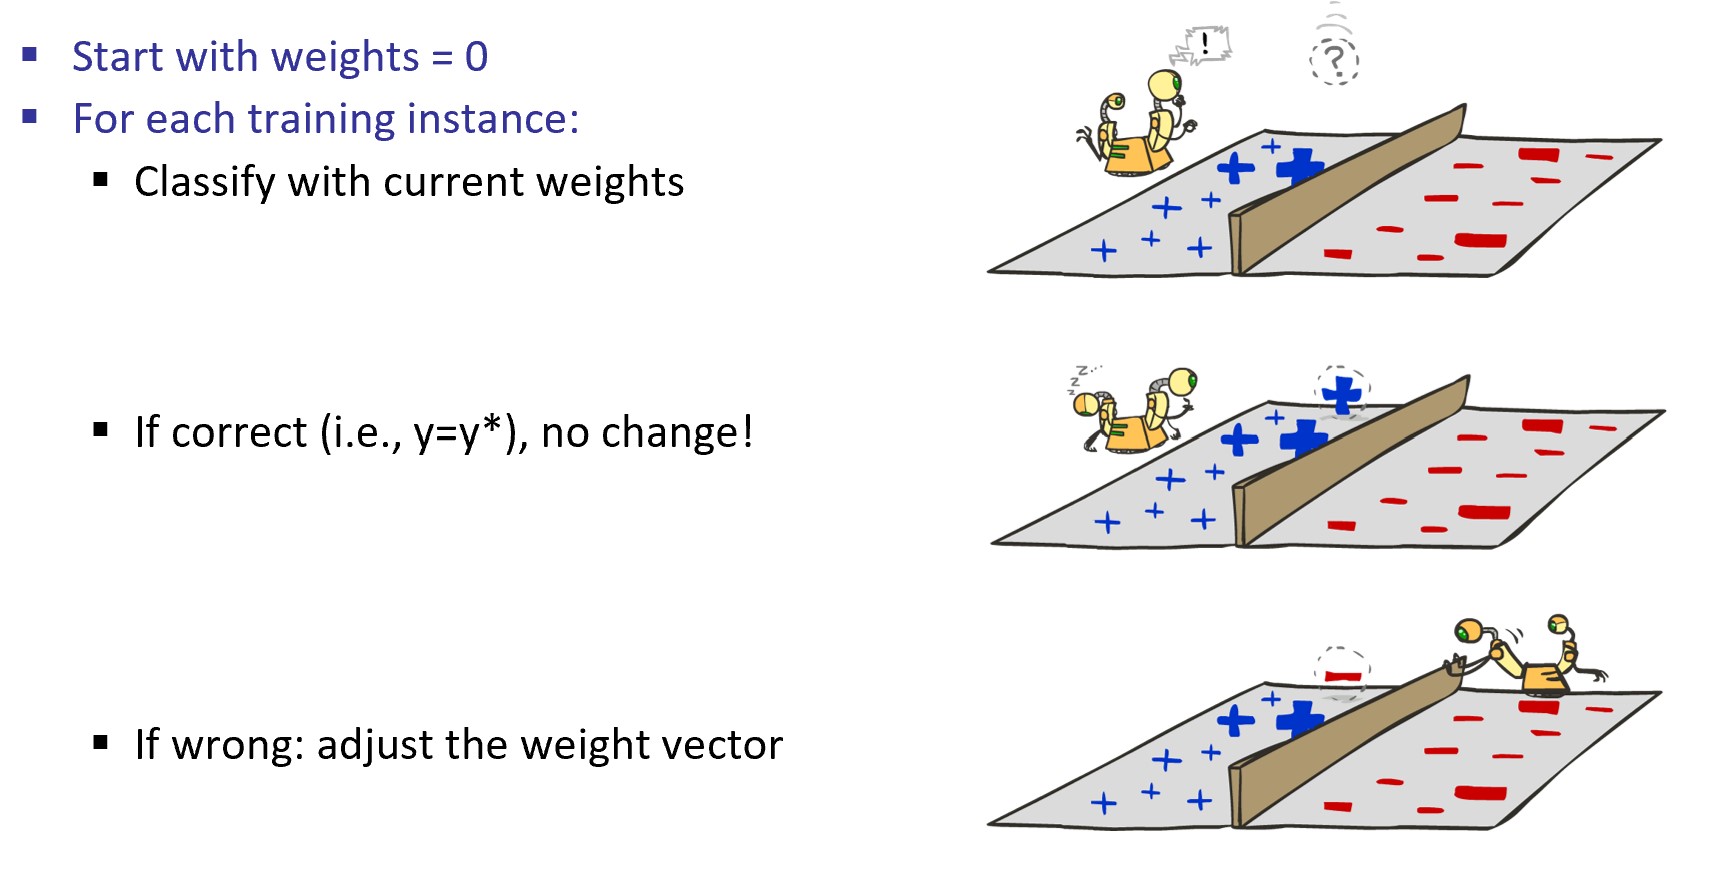 Start with weights = 0
For each training instance:
Classify with current weights
!
?
If correct (i.e., y=y*), no change!
z z z...
If wrong: adjust the weight vector